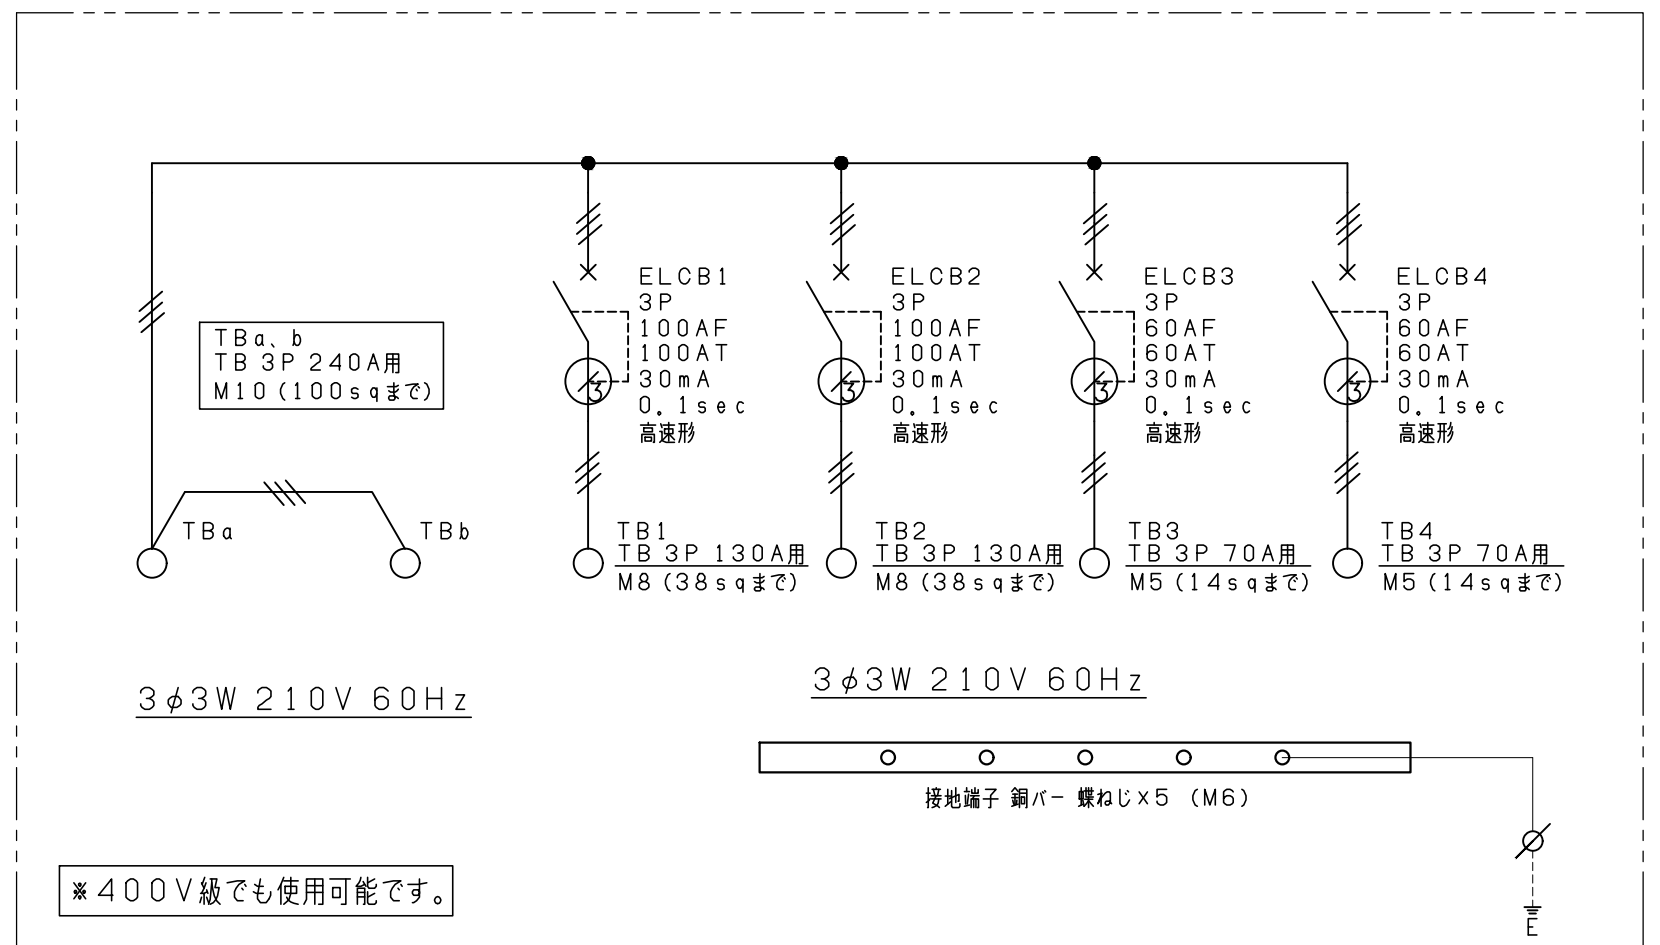 ELCB1
3P
100AF
100AT
30mA
0.1sec
高速形
3
ELCB2
3P
100AF
100AT
30mA
0.1sec
高速形
3
ELCB3
3P
60AF
60AT
30mA
0.1sec
高速形
3
ELCB4
3P
60AF
60AT
30mA
0.1sec
高速形
3
TBa、b
TB 3P 240A用
M10(100sqまで)
TBa
TBb
TB1
TB 3P 130A用
M8(38sqまで)
TB2
TB 3P 130A用
M8(38sqまで)
TB3
TB 3P 70A用
M5(14sqまで)
TB4
TB 3P 70A用
M5(14sqまで)
3φ3W 210V 60Hz
3φ3W 210V 60Hz
接地端子 銅バー 蝶ねじ×5 (M6)
※400V級でも使用可能です。
E